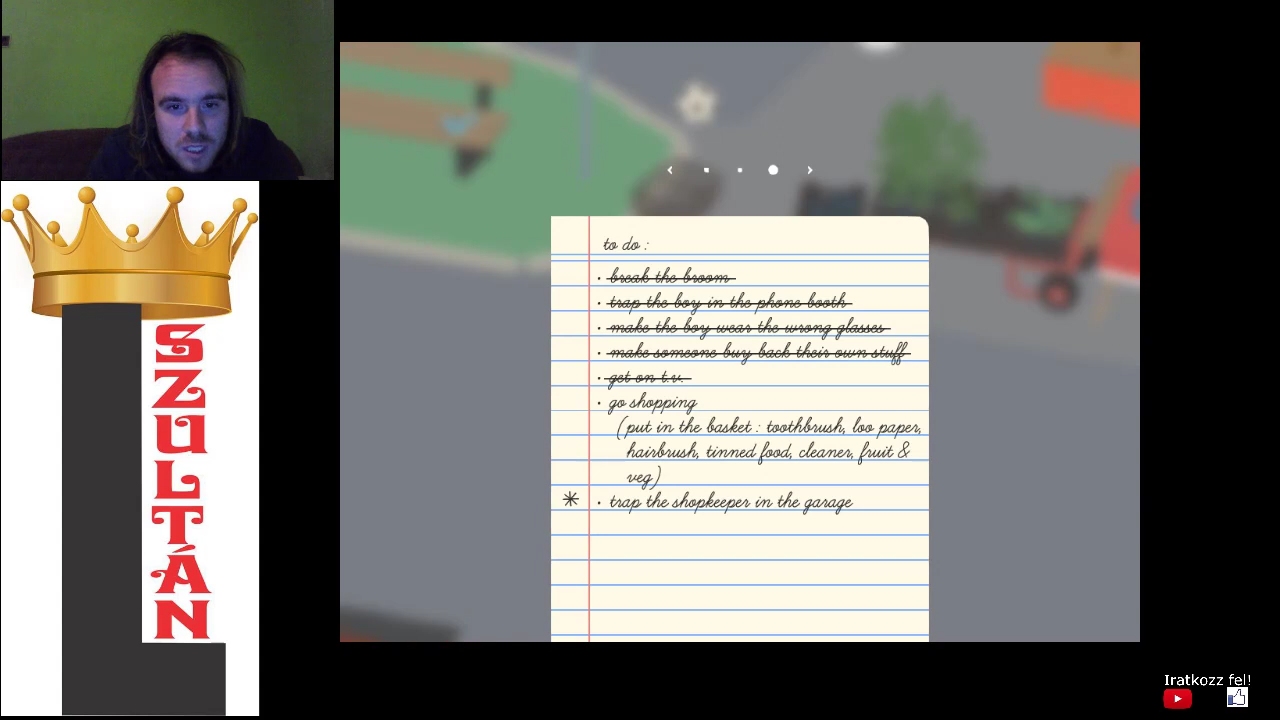 SZULTÁN
to do :
· break the broom
· trap the boy in the phone booth
· make the boy wear the wrong glasses
· make someone buy back their own stuff
· get on t.v.
· go shopping
(put in the basket : toothbrush, loo paper,
hairbrush, tinned food, cleaner, fruit &
veg)
* · trap the shopkeeper in the garage
Iratkozz fel!